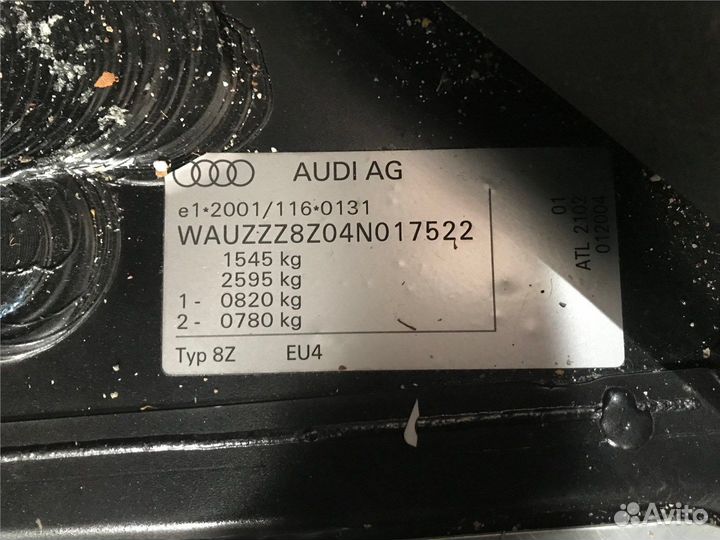 AUDI AG
e1*2001/116*0131
WAUZZZ8Z04N017522
1545 kg
2595 kg
1 - 0820 kg
2 - 0780 kg
Typ 8Z EU4
01
ATL 2102
012004
Avito